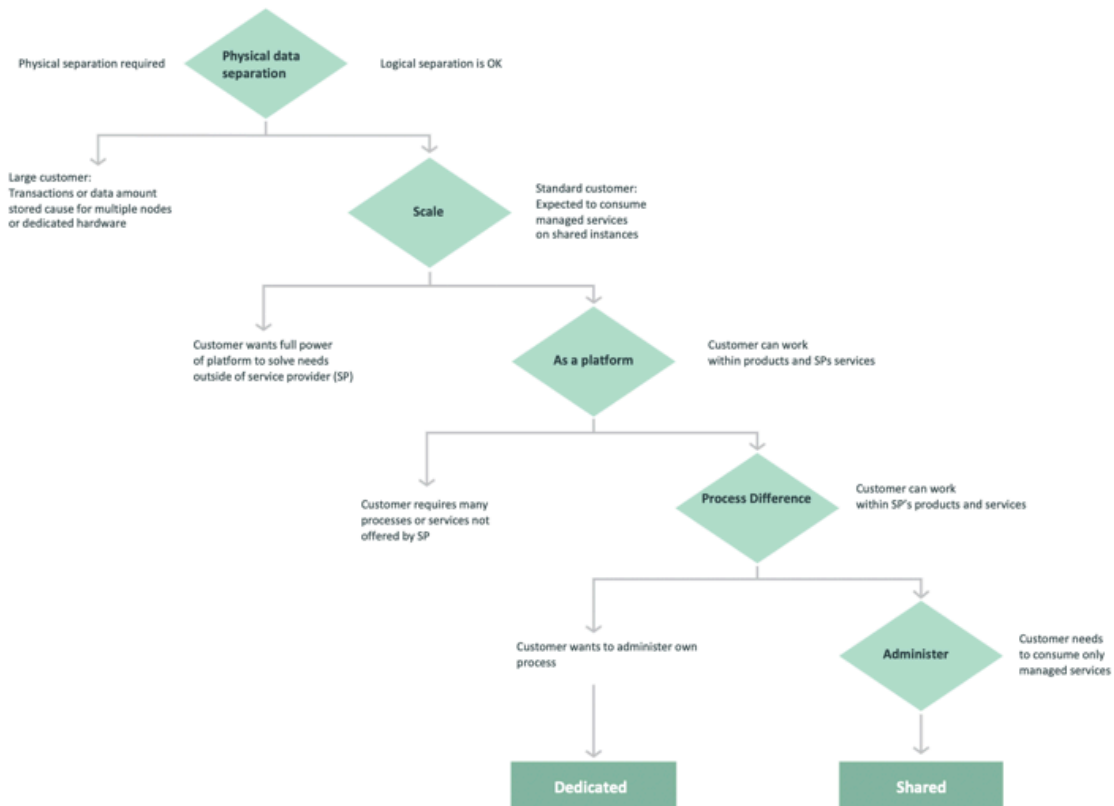 Physical separation required
Physical data
separation
Logical separation is OK
Large customer:
Transactions or data amount
stored cause for multiple nodes
or dedicated hardware
Scale
Standard customer:
Expected to consume
managed services
on shared instances
Customer wants full power
of platform to solve needs
outside of service provider (SP)
As a platform
Customer can work
within products and SPs services
Customer requires many
processes or services not
offered by SP
Process Difference
Customer can work
within SP's products and services
Customer wants to administer own
process
Administer
Customer needs
to consume only
managed services
Dedicated
Shared